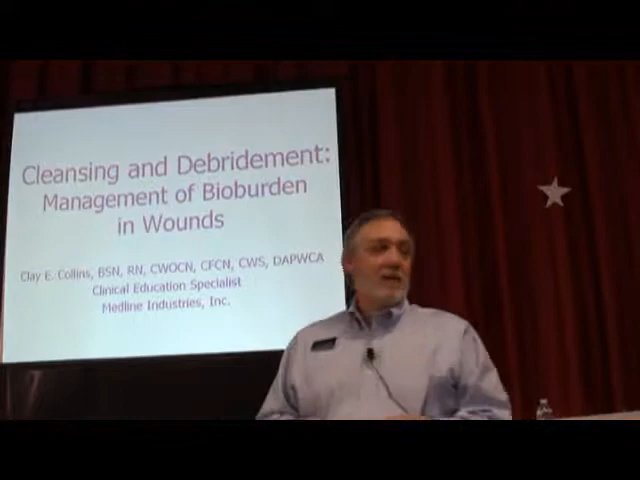 Cleansing and Debridement:
Management of Bioburden
in Wounds
Clay E. Collins, BSN, RN, CWOCN, CFCN, CWS, DAPWCA
Clinical Education Specialist
Medline Industries, Inc.